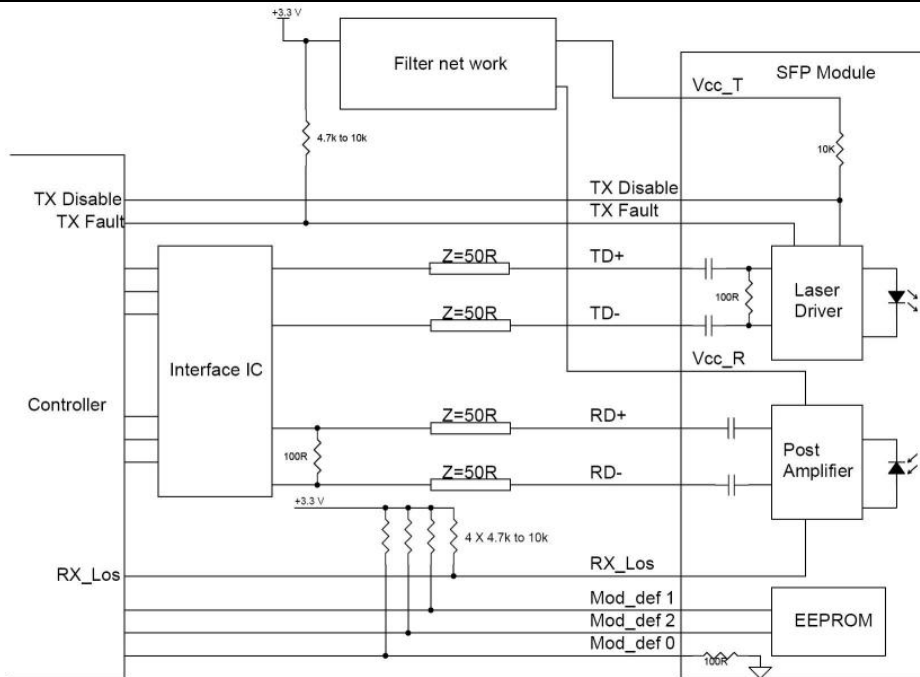 +3.3 V
Filter net work
SFP Module
Vcc_T
4.7k to 10k
10K
TX Disable
TX Disable
TX Fault
TX Fault
Z=50R
TD+
100R
Laser
Driver
Z=50R
TD-
Interface IC
Vcc_R
Controller
Z=50R
RD+
100R
Post
Amplifier
Z=50R
RD-
+3.3 V
4 X 4.7k to 10k
RX_Los
RX_Los
Mod_def 1
EEPROM
Mod_def 2
Mod_def 0
100R